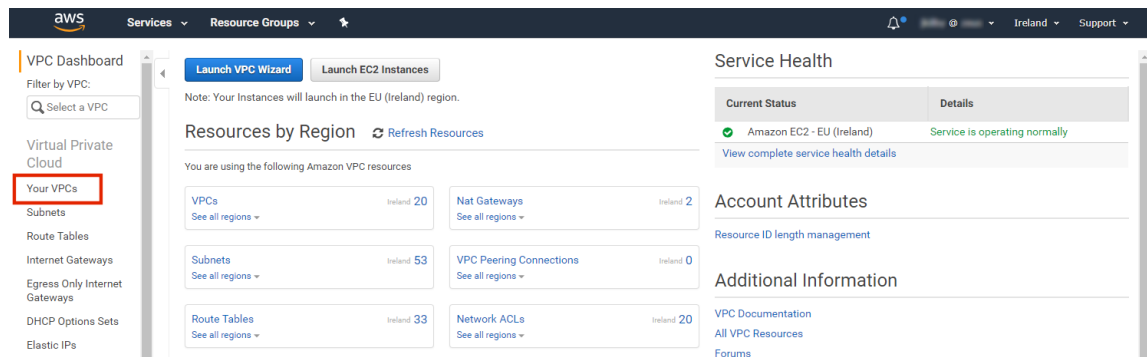 aws
Services
Resource Groups
@
Ireland
Support
VPC Dashboard
Filter by VPC:
Select a VPC
Virtual Private
Cloud
Your VPCs
Subnets
Route Tables
Internet Gateways
Egress Only Internet
Gateways
DHCP Options Sets
Elastic IPs
Launch VPC Wizard
Launch EC2 Instances
Note: Your Instances will launch in the EU (Ireland) region.
Resources by Region
Refresh Resources
You are using the following Amazon VPC resources
VPCs Ireland 20
See all regions
Nat Gateways Ireland 2
See all regions
Subnets Ireland 53
See all regions
VPC Peering Connections Ireland 0
See all regions
Route Tables Ireland 33
See all regions
Network ACLs Ireland 20
See all regions
Service Health
Current Status Details
Amazon EC2 - EU (Ireland) Service is operating normally
View complete service health details
Account Attributes
Resource ID length management
Additional Information
VPC Documentation
All VPC Resources
Forums